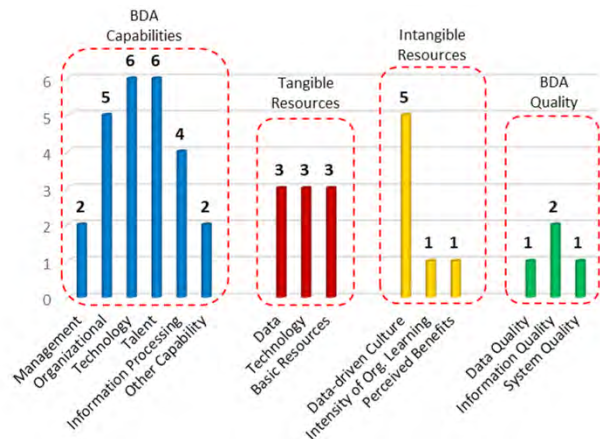 BDA
Capabilities
Tangible
Resources
Intangible
Resources
BDA
Quality
6
5
4
3
2
1
0
2
5
6
6
4
2
3
3
3
5
1
1
1
2
1
Management
Organizational
Technology
Talent
Information Processing
Other Capability
Data
Technology
Basic Resources
Data-driven Culture
Intensity of Org. Learning
Perceived Benefits
Data Quality
Information Quality
System Quality